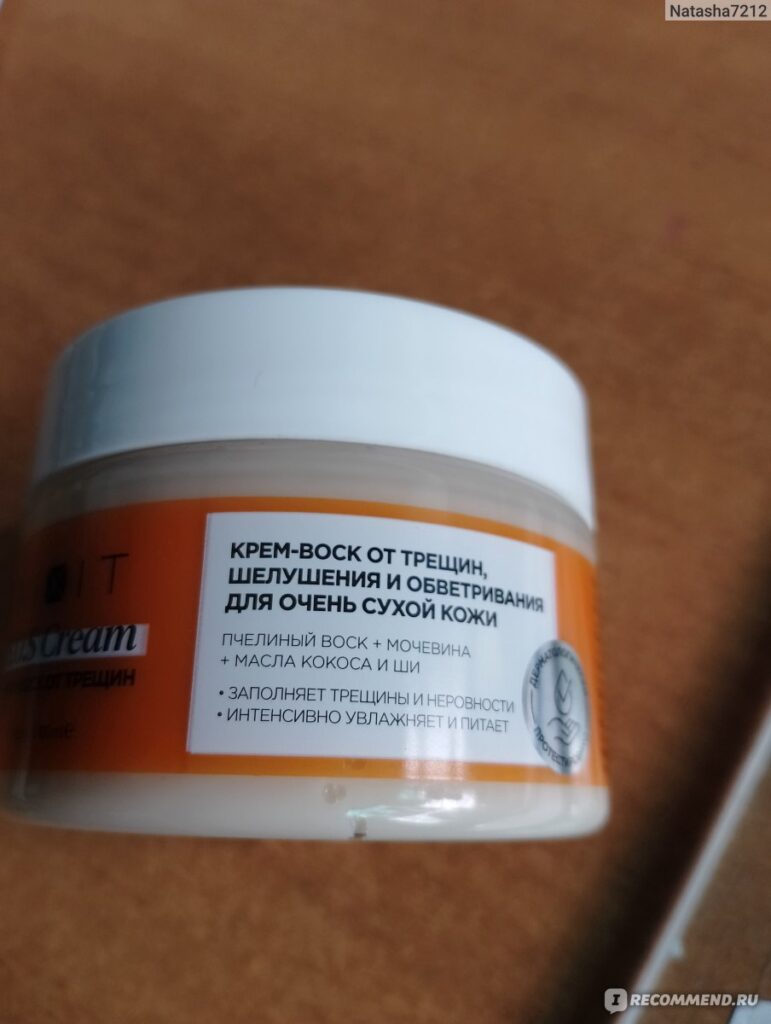 Natasha7212
IT
Cream
ОТ ТРЕЩИН
КРЕМ-ВОСК ОТ ТРЕЩИН,
ШЕЛУШЕНИЯ И ОБВЕТРИВАНИЯ
ДЛЯ ОЧЕНЬ СУХОЙ КОЖИ
ПЧЕЛИНЫЙ ВОСК + МОЧЕВИНА
+ МАСЛА КОКОСА И ШИ
• ЗАПОЛНЯЕТ ТРЕЩИНЫ И НЕРОВНОСТИ
• ИНТЕНСИВНО УВЛАЖНЯЕТ И ПИТАЕТ
I RECOMMEND.RU